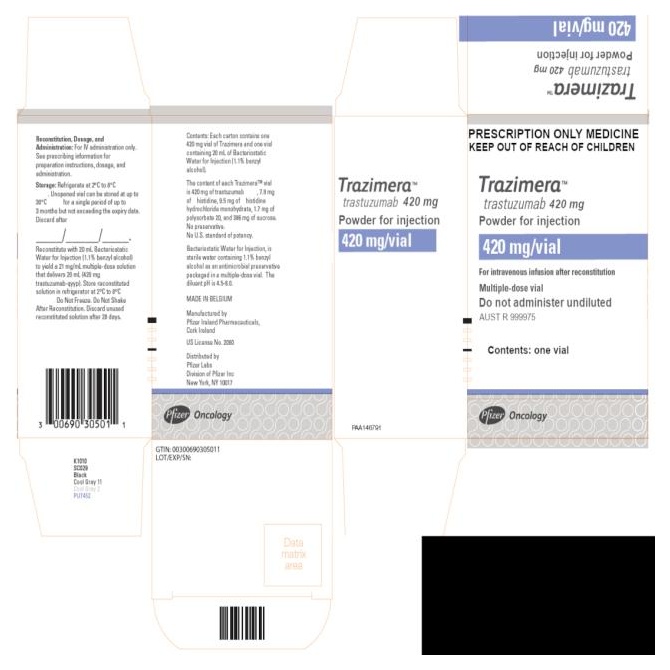 420 mg/vial
Powder for injection
trastuzumab 420 mg
Trazimera™
Reconstitution, Dosage, and
Administration: For IV administration only.
See prescribing information for
preparation instructions, dosage, and
administration.
Storage: Refrigerate at 2°C to 8°C
. Unopened vial can be stored at up to
30°C for a single period of up to
3 months but not exceeding the expiry date.
Discard after
____/____/____.
Reconstitute with 20 mL Bacteriostatic
Water for Injection (1.1% benzyl alcohol)
to yield a 21 mg/mL multiple-dose solution
that delivers 20 mL (420 mg
trastuzumab-qyyp). Store reconstituted
solution in refrigerator at 2°C to 8°C
Do Not Freeze. Do Not Shake
After Reconstitution. Discard unused
reconstituted solution after 28 days.
3 00690 30501 1
K1010
SC029
Black
Cool Gray 11
Cool Gray 2
Contents: Each carton contains one
420 mg vial of Trazimera and one vial
containing 20 mL of Bacteriostatic
Water for Injection (1.1% benzyl
alcohol).
The content of each Trazimera™ vial
is 420 mg of trastuzumab , 7.9 mg
of histidine, 9.5 mg of histidine
hydrochloride monohydrate, 1.7 mg of
polysorbate 20, and 386 mg of sucrose.
No preservative.
No U.S. standard of potency.
Bacteriostatic Water for Injection, is
sterile water containing 1.1% benzyl
alcohol as an antimicrobial preservative
packaged in a multiple-dose vial. The
diluent pH is 4.5-6.0.
MADE IN BELGIUM
Manufactured by
Pfizer Ireland Pharmaceuticals,
Cork Ireland
US License No. 2060
Distributed by
Pfizer Labs
Division of Pfizer Inc
New York, NY 10017
Pfizer Oncology
GTIN: 00300690305011
LOT/EXP/SN:
Data
matrix
area
Trazimera™
trastuzumab 420 mg
Powder for injection
420 mg/vial
PRESCRIPTION ONLY MEDICINE
KEEP OUT OF REACH OF CHILDREN
Trazimera™
trastuzumab 420 mg
Powder for injection
420 mg/vial
For intravenous infusion after reconstitution
Multiple-dose vial
Do not administer undiluted
AUST R 999975
Contents: one vial
Pfizer Oncology